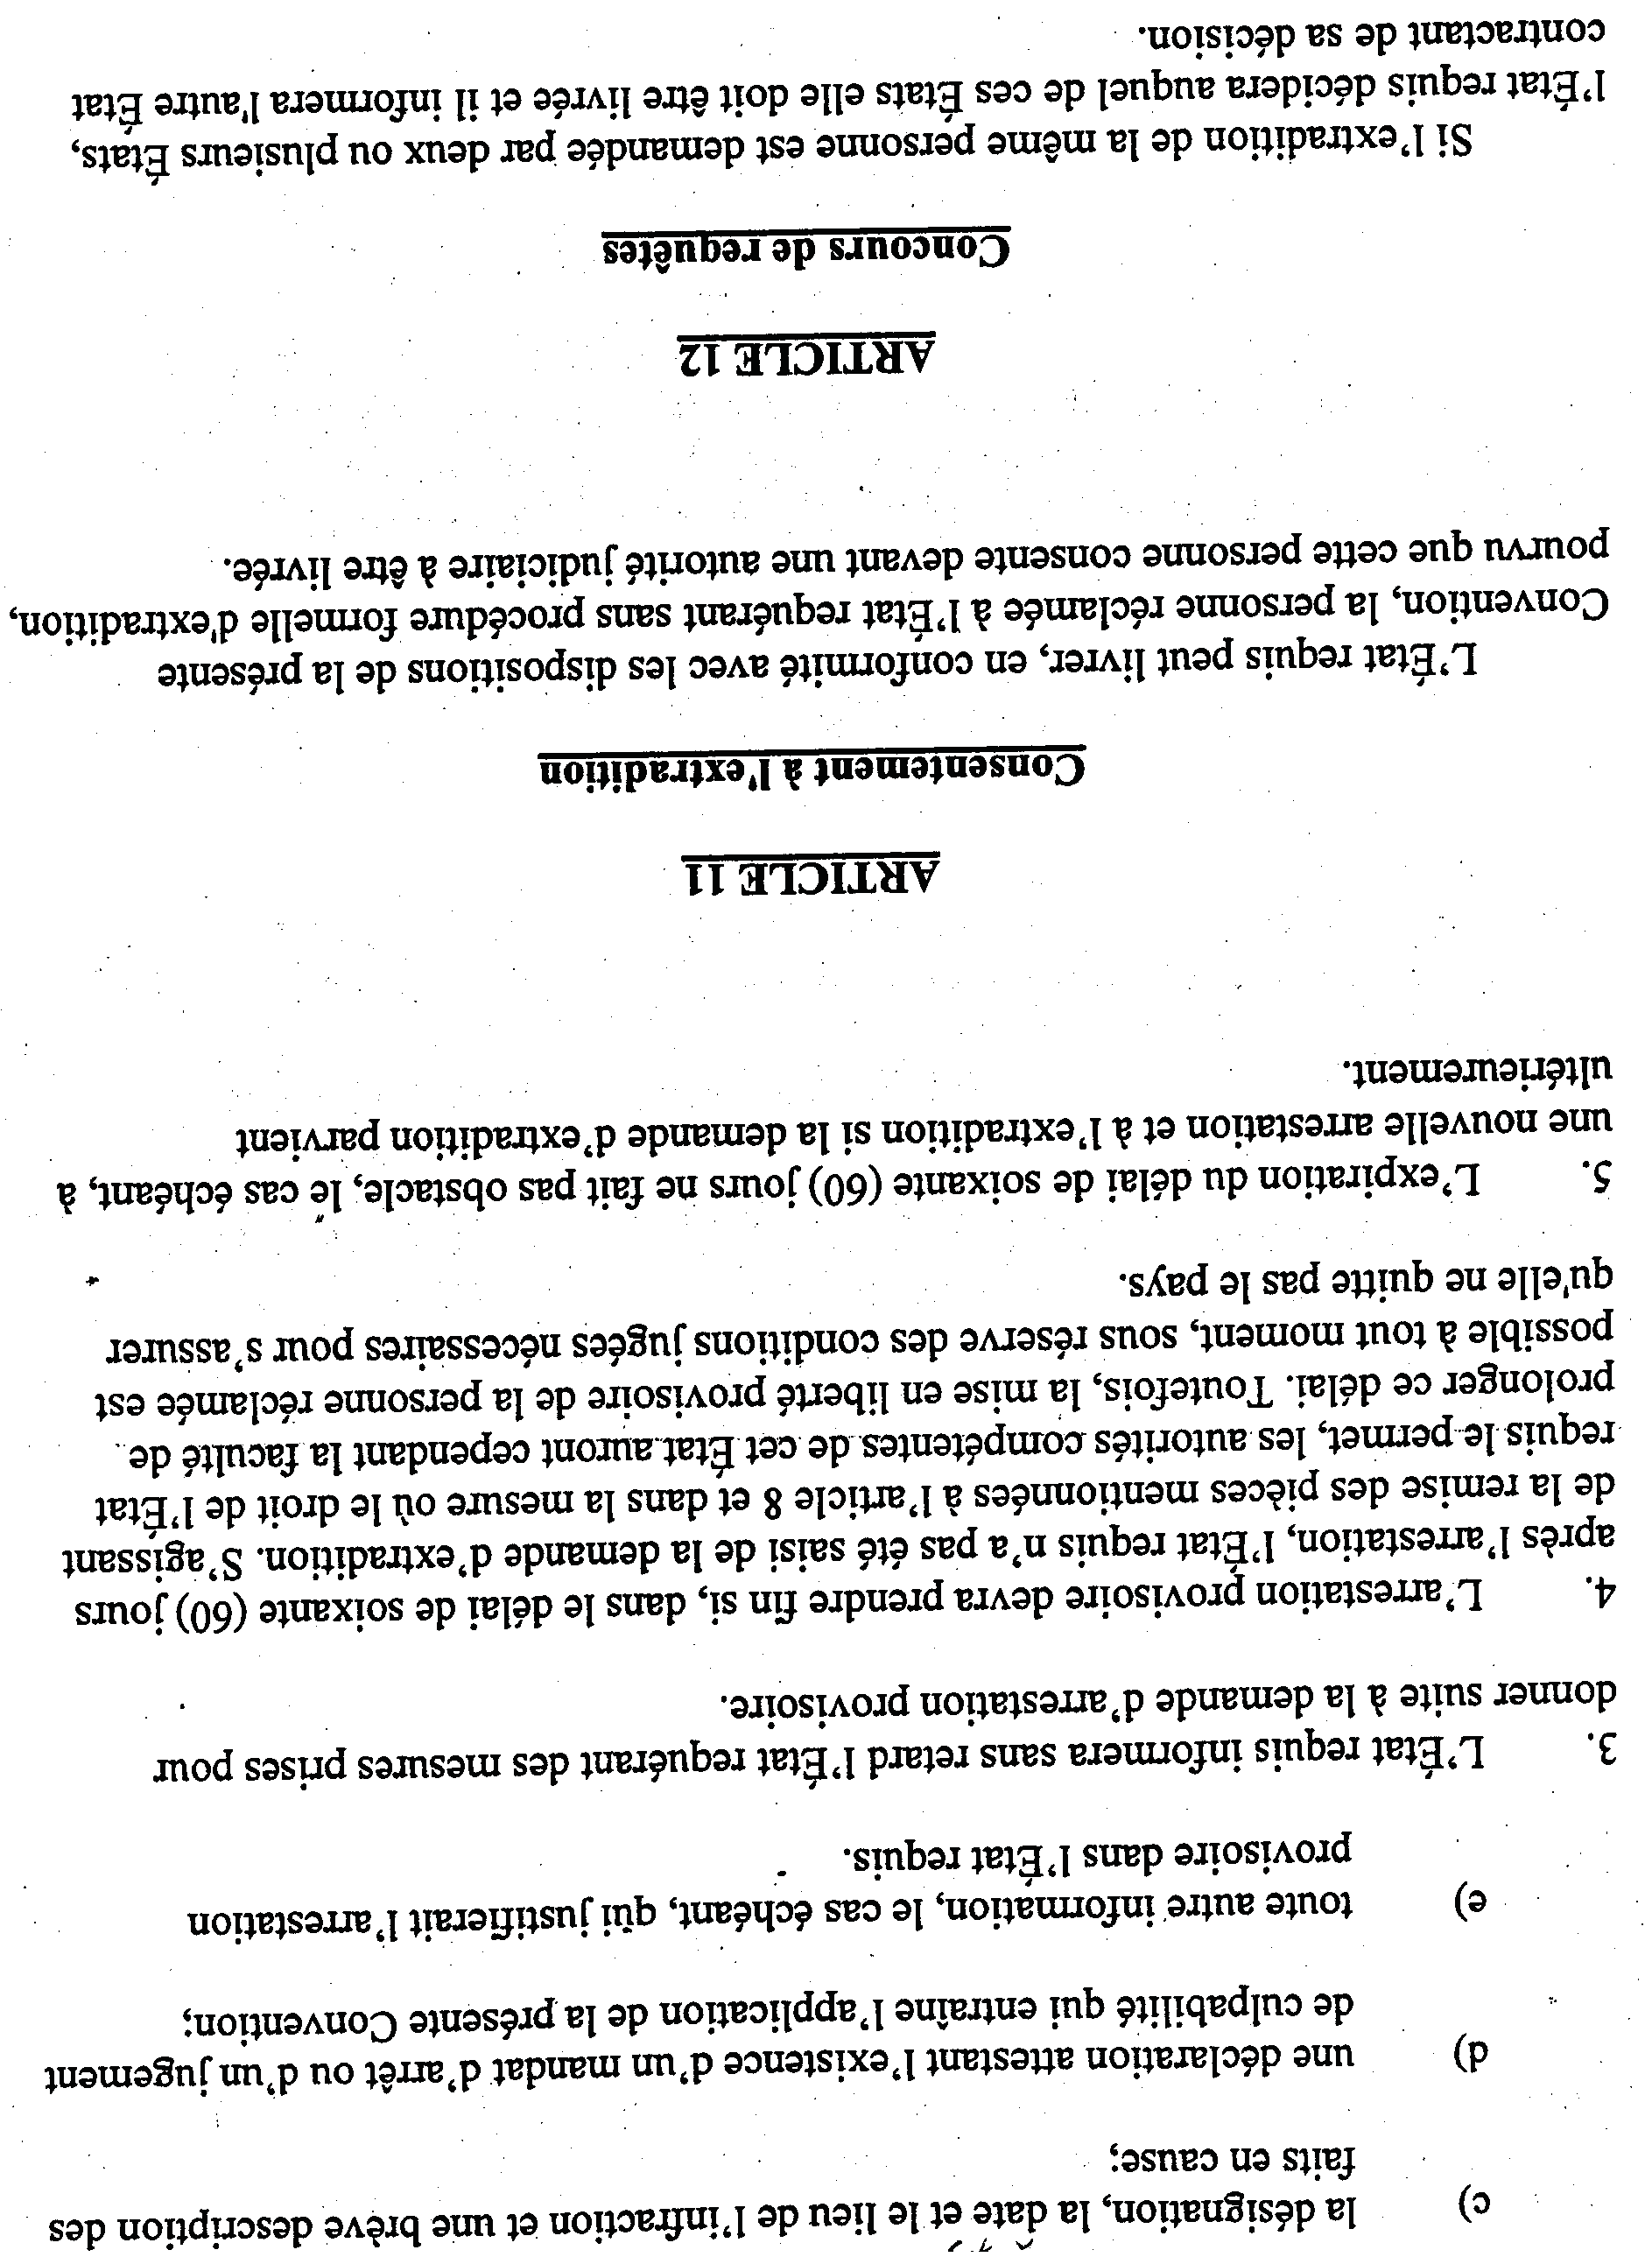 c) la désignation, la date et le lieu de l'infraction et une brève description des
faits en cause;
d) une déclaration attestant l'existence d'un mandat d'arrêt ou d'un jugement
de culpabilité qui entraîne l'application de la présente Convention;
e) toute autre information, le cas échéant, qui justifierait l'arrestation
provisoire dans l'État requis.
3. L'État requis informera sans retard l'État requérant des mesures prises pour
donner suite à la demande d'arrestation provisoire.
4. L'arrestation provisoire devra prendre fin si, dans le délai de soixante (60) jours
après l'arrestation, l'État requis n'a pas été saisi de la demande d'extradition. S'agissant
de la remise des pièces mentionnées à l'article 8 et dans la mesure où le droit de l'État
requis le permet, les autorités compétentes de cet État auront cependant la faculté de
prolonger ce délai. Toutefois, la mise en liberté provisoire de la personne réclamée est
possible à tout moment, sous réserve des conditions jugées nécessaires pour s'assurer
qu'elle ne quitte pas le pays.
5. L'expiration du délai de soixante (60) jours ne fait pas obstacle, le cas échéant, à
une nouvelle arrestation et à l'extradition si la demande d'extradition parvient
ultérieurement.
ARTICLE 11
Consentement à l'extradition
L'État requis peut livrer, en conformité avec les dispositions de la présente
Convention, la personne réclamée à l'État requérant sans procédure formelle d'extradition,
pourvu que cette personne consente devant une autorité judiciaire à être livrée.
ARTICLE 12
Concours de requêtes
Si l'extradition de la même personne est demandée par deux ou plusieurs États,
l'État requis décidera auquel de ces États elle doit être livrée et il informera l'autre État
contractant de sa décision.